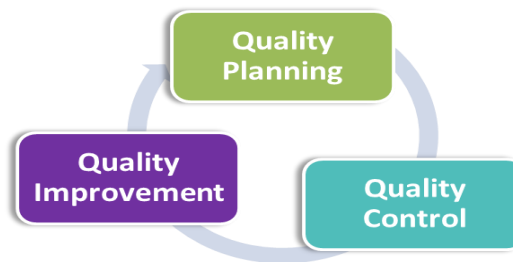 Quality
Planning
Quality
Improvement
Quality
Control